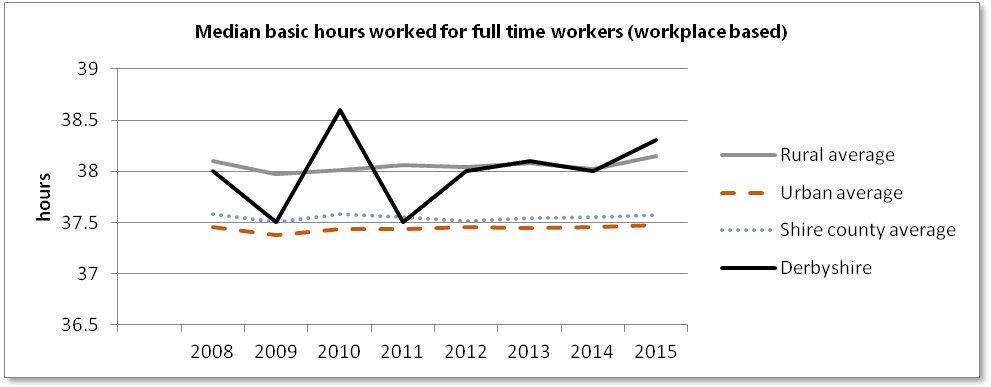 Median basic hours worked for full time workers (workplace based)
39
38.5
38
37.5
37
36.5
hours
2008 2009 2010 2011 2012 2013 2014 2015
Rural average
Urban average
Shire county average
Derbyshire